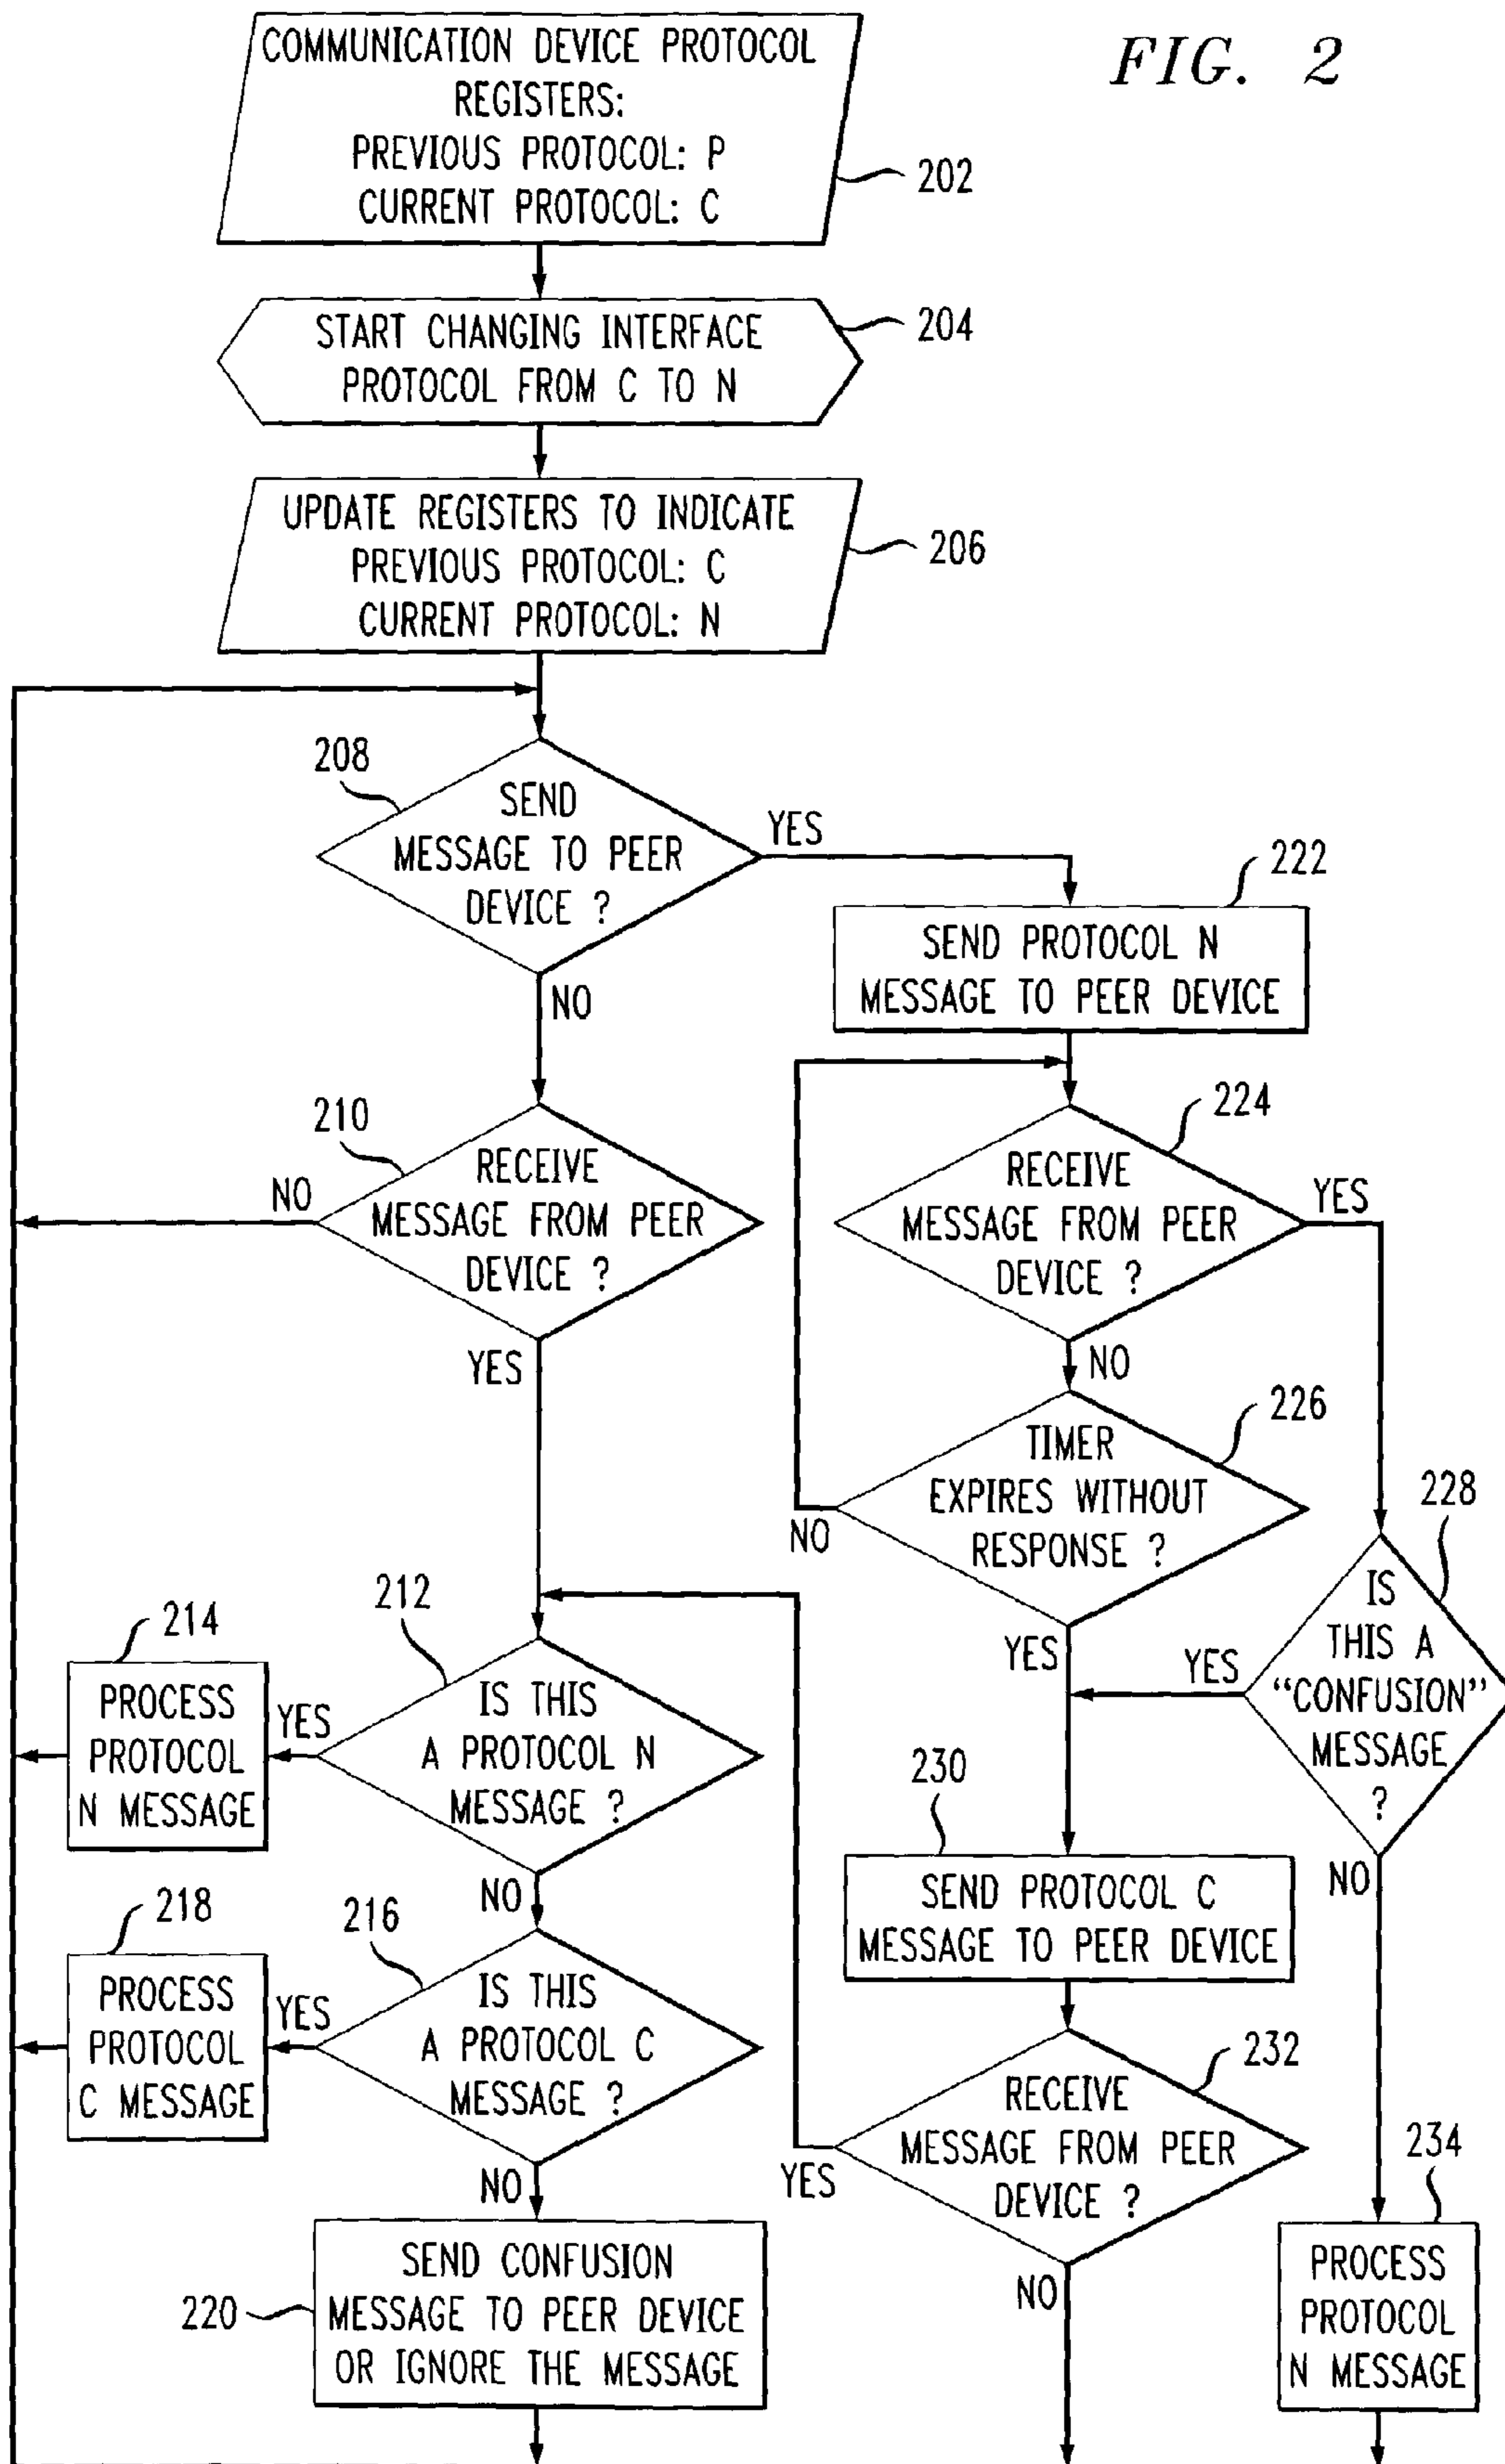 FIG. 2
COMMUNICATION DEVICE PROTOCOL
REGISTERS:
PREVIOUS PROTOCOL: P
CURRENT PROTOCOL: C
202
START CHANGING INTERFACE
PROTOCOL FROM C TO N
204
UPDATE REGISTERS TO INDICATE
PREVIOUS PROTOCOL: C
CURRENT PROTOCOL: N
206
208
SEND
MESSAGE TO PEER
DEVICE ?
YES
NO
222
SEND PROTOCOL N
MESSAGE TO PEER DEVICE
210
RECEIVE
MESSAGE FROM PEER
DEVICE ?
NO
YES
224
RECEIVE
MESSAGE FROM PEER
DEVICE ?
YES
NO
226
TIMER
EXPIRES WITHOUT
RESPONSE ?
NO
YES
228
IS
THIS A
“CONFUSION”
MESSAGE
?
YES
NO
212
IS THIS
A PROTOCOL N
MESSAGE ?
YES
NO
214
PROCESS
PROTOCOL
N MESSAGE
216
IS THIS
A PROTOCOL C
MESSAGE ?
YES
NO
218
PROCESS
PROTOCOL
C MESSAGE
220
SEND CONFUSION
MESSAGE TO PEER DEVICE
OR IGNORE THE MESSAGE
230
SEND PROTOCOL C
MESSAGE TO PEER DEVICE
232
RECEIVE
MESSAGE FROM PEER
DEVICE ?
YES
NO
234
PROCESS
PROTOCOL
N MESSAGE